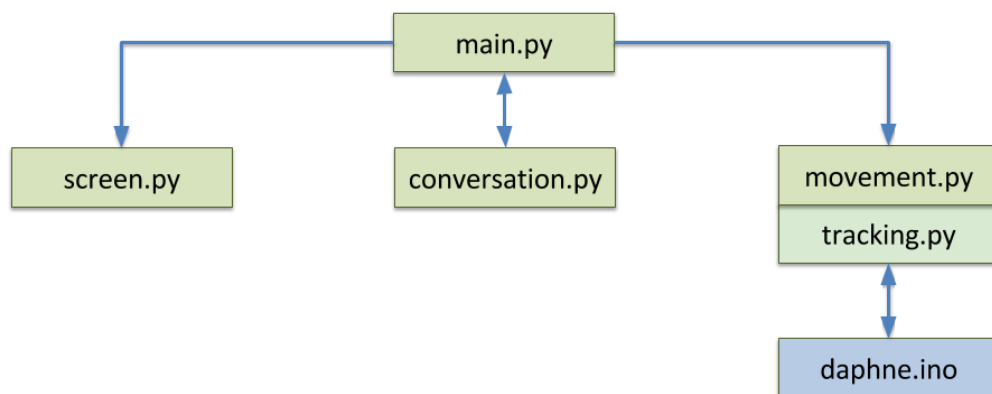 main.py
screen.py
conversation.py
movement.py
tracking.py
daphne.ino